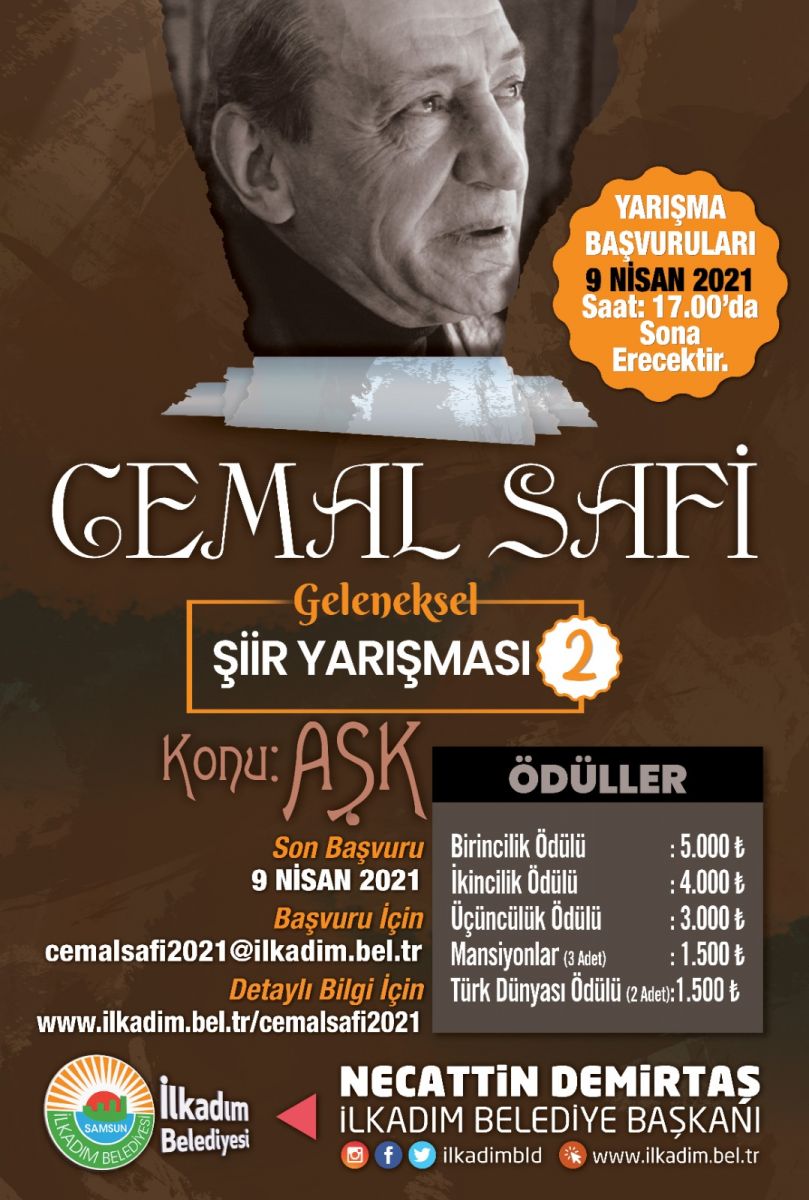 YARIŞMA
BAŞVURULARI
9 NİSAN 2021
Saat: 17.00'da
Sona
Erecektir.
CEMAL SAFİ
Geleneksel
ŞİİR YARIŞMASI 2
Konu: AŞK
Son Başvuru
9 NİSAN 2021
Başvuru İçin
cemalsafi2021@ilkadim.bel.tr
Detaylı Bilgi İçin
www.ilkadim.bel.tr/cemalsafi2021
ÖDÜLLER
Birincilik Ödülü : 5.000 ₺
İkincilik Ödülü : 4.000 ₺
Üçüncülük Ödülü : 3.000 ₺
Mansiyonlar (3 Adet) : 1.500 ₺
Türk Dünyası Ödülü (2 Adet):1.500 ₺
SAMSUN
İLKADIM BELEDİYESİ
İlkadım
Belediyesi
NECATTİN DEMİRTAŞ
İLKADIM BELEDİYE BAŞKANI
ilkadimbld www.ilkadim.bel.tr